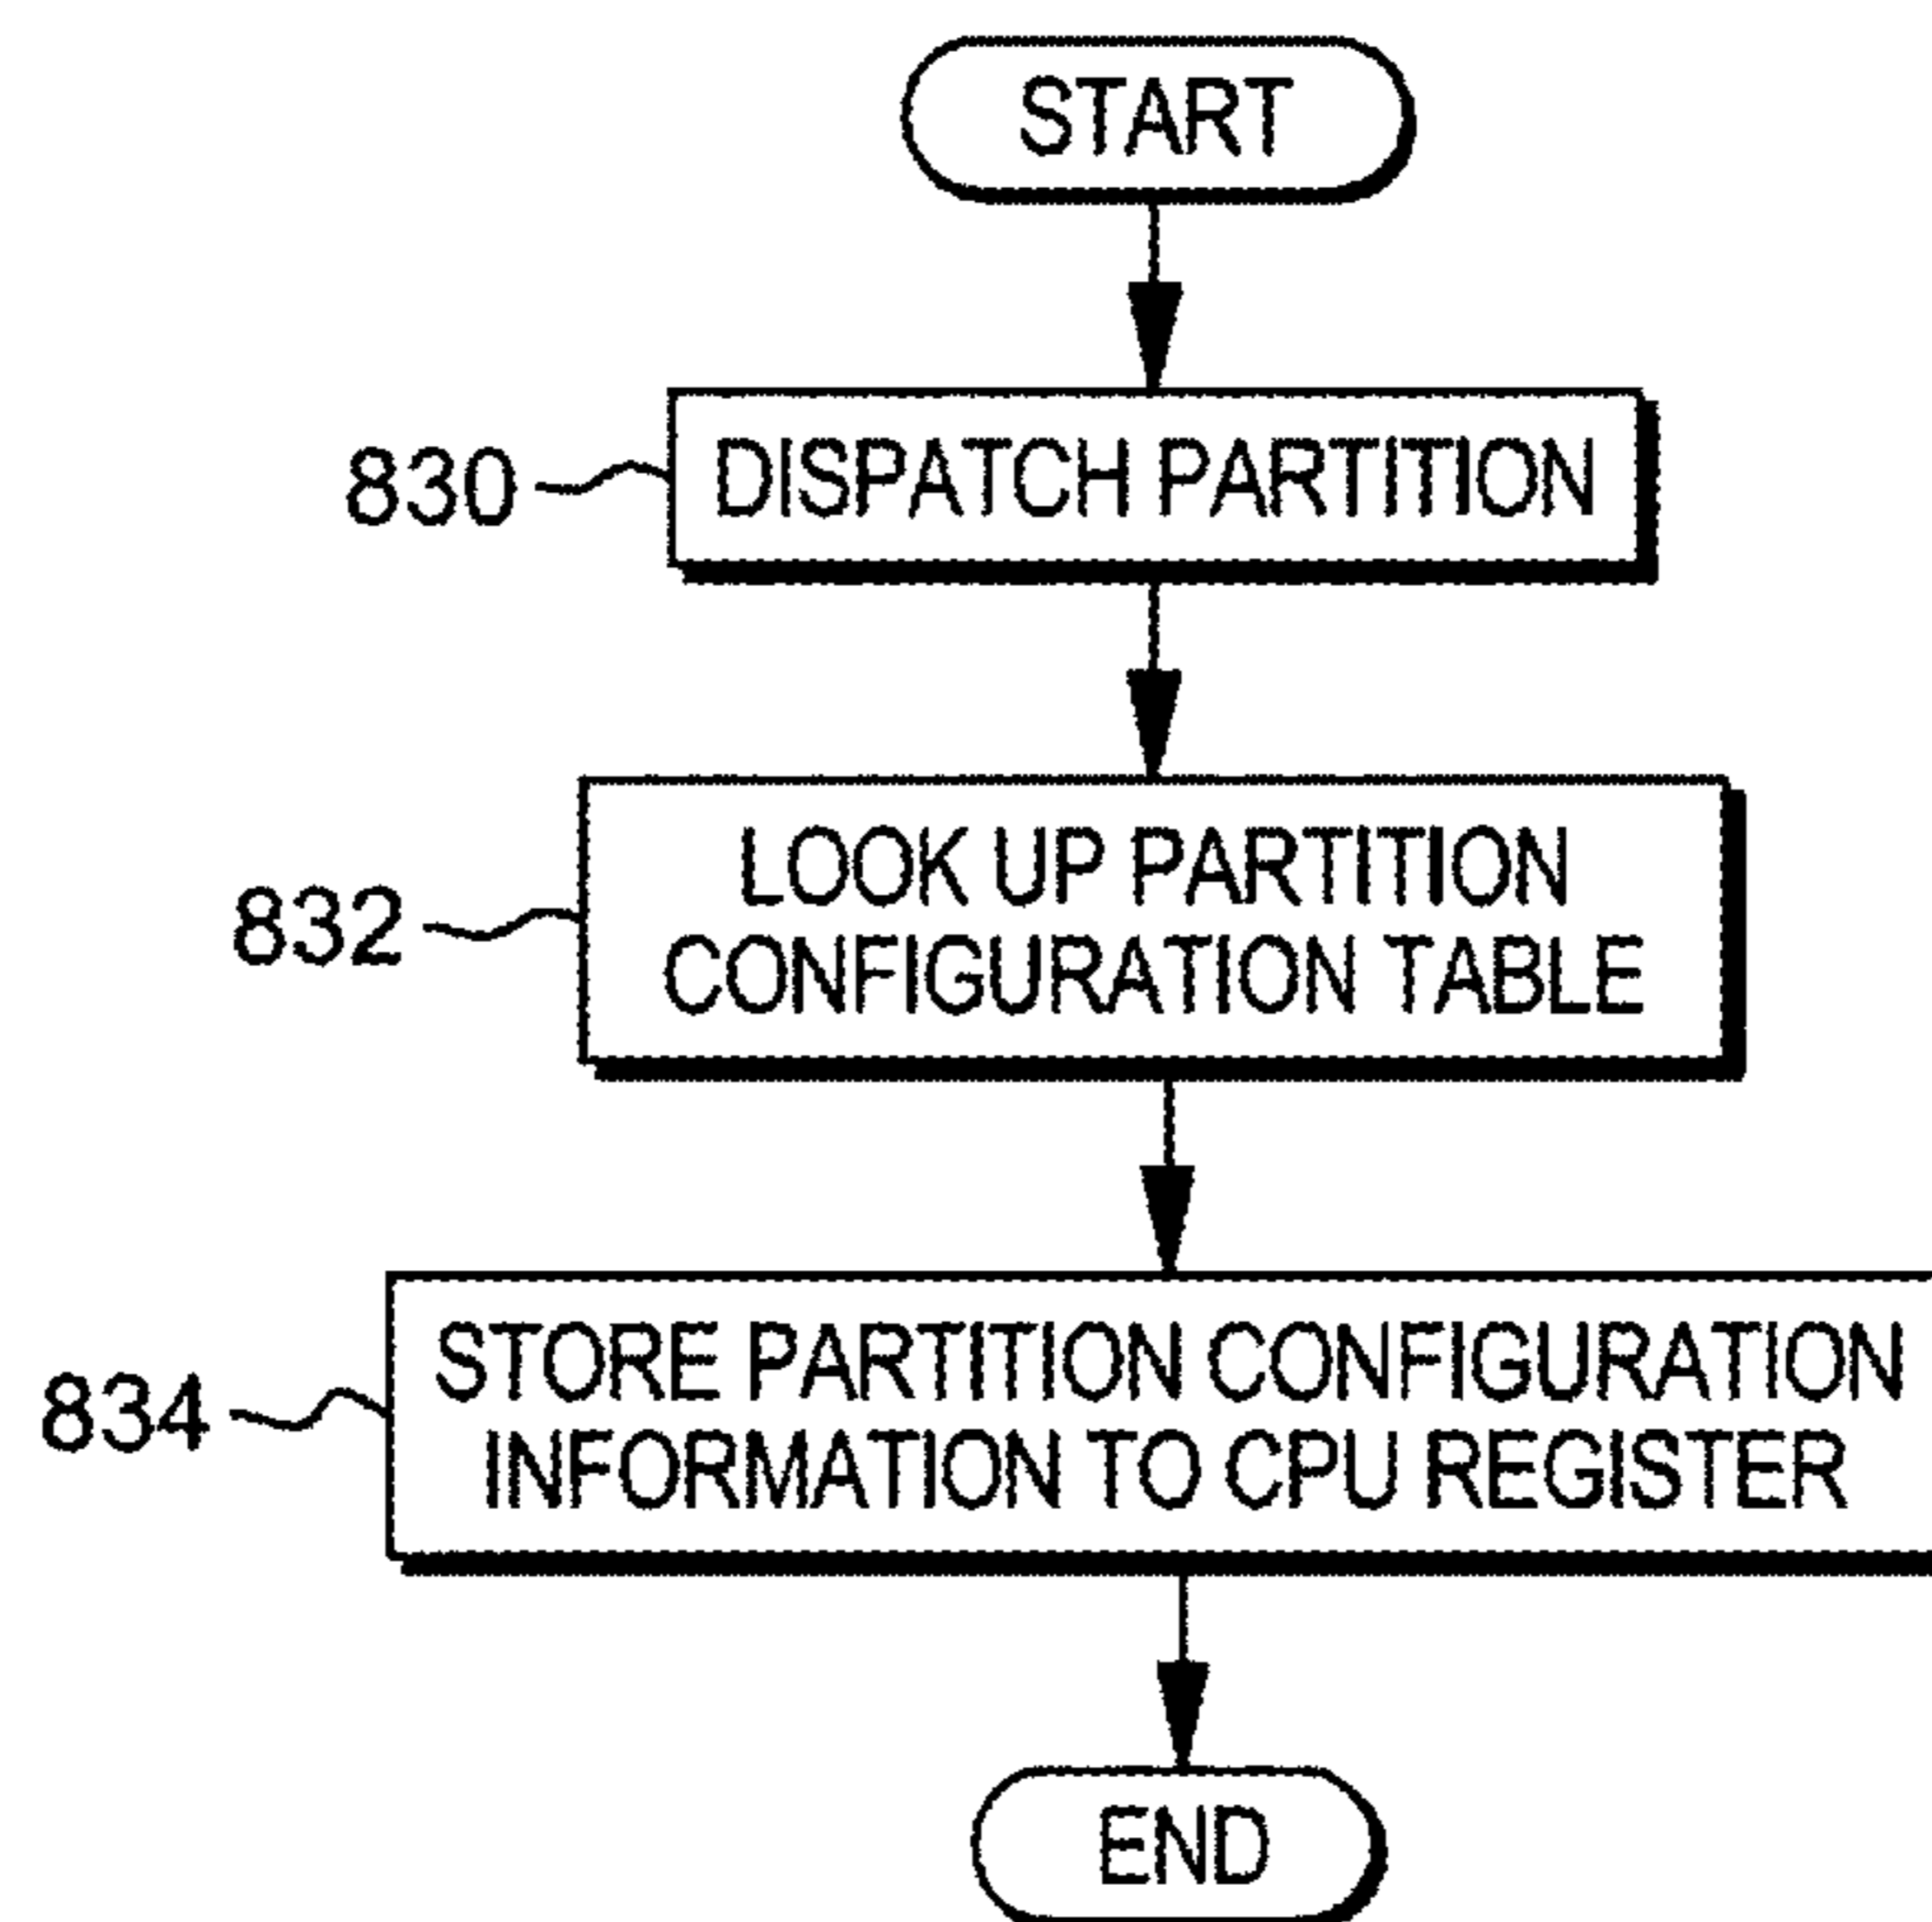 START
830
DISPATCH PARTITION
832
LOOK UP PARTITION
CONFIGURATION TABLE
834
STORE PARTITION CONFIGURATION
INFORMATION TO CPU REGISTER
END